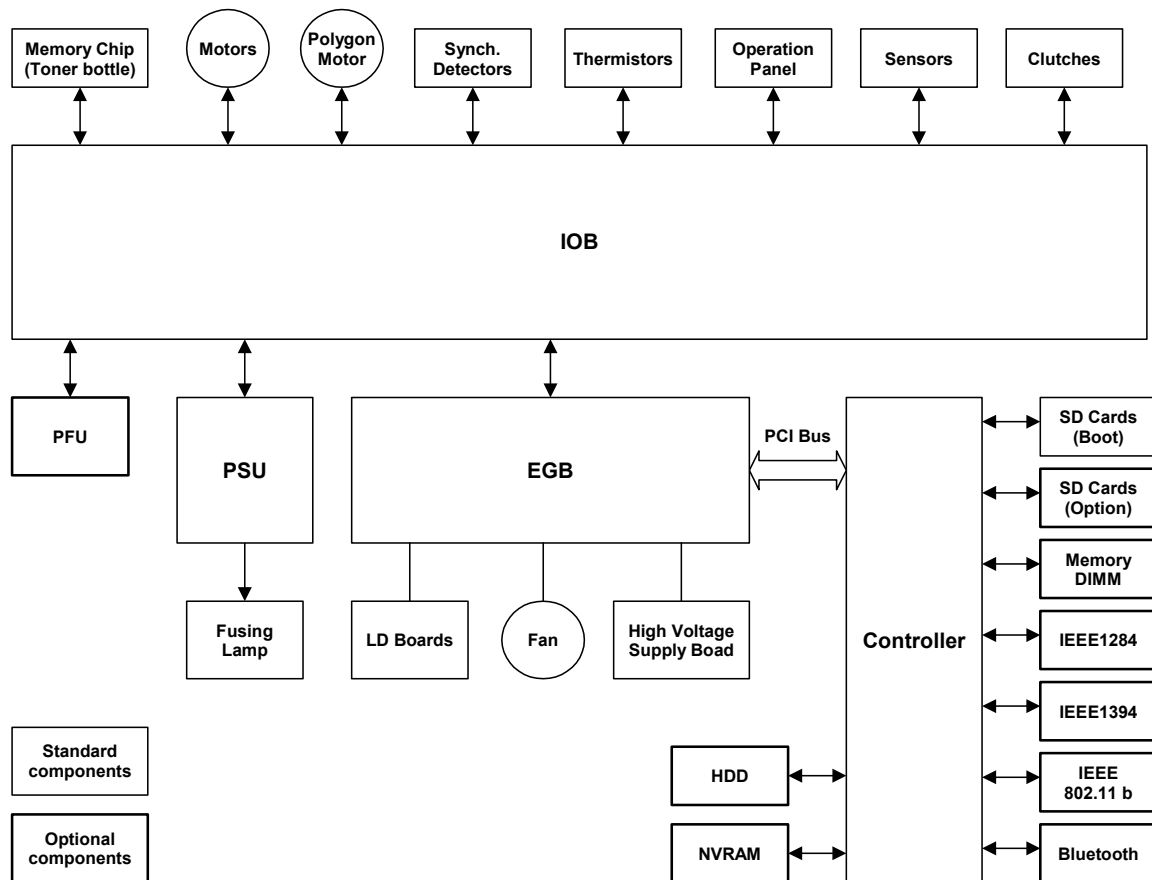 Memory Chip
(Toner bottle)
Motors
Polygon
Motor
Synch.
Detectors
Thermistors
Operation
Panel
Sensors
Clutches
IOB
PFU
PSU
EGB
PCI Bus
Controller
SD Cards
(Boot)
SD Cards
(Option)
Memory
DIMM
IEEE1284
IEEE1394
IEEE
802.11 b
Bluetooth
Fusing
Lamp
LD Boards
Fan
High Voltage
Supply Boad
HDD
NVRAM
Standard
components
Optional
components